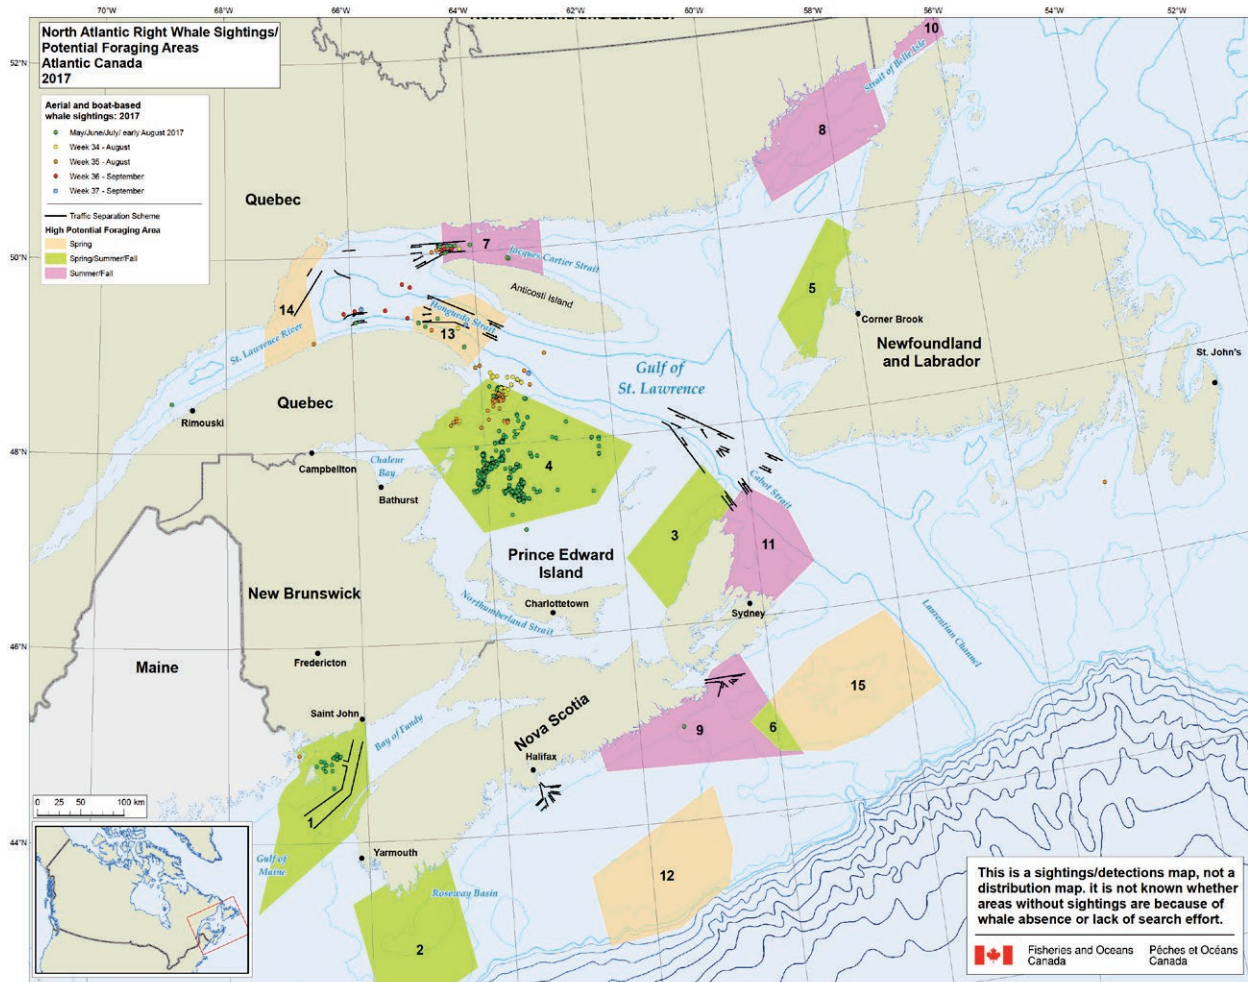 Newfoundland and Labrador
North Atlantic Right Whale Sightings/
Potential Foraging Areas
Atlantic Canada
2017
Aerial and boat-based
whale sightings: 2017
May/June/July/ early August 2017
Week 34 - August
Week 35 - August
Week 36 - September
Week 37 - September
Traffic Separation Scheme
High Potential Foraging Area
Spring
Spring/Summer/Fall
Summer/Fall
64°W
60°W
58°W
56°W
54°W
52°W
52°N
50°N
48°N
46°N
44°N
10
Strait of Belle Isle
8
Quebec
7
Jacques Cartier Strait
Anticosti Island
14
Honguedo Strait
13
St. Lawrence River
5
Corner Brook
Newfoundland
and Labrador
St. John's
Gulf of
St. Lawrence
Quebec
Rimouski
Campbellton
Chaleur
Bay
Bathurst
4
Cabot Strait
3
11
Prince Edward
Island
New Brunswick
Charlottetown
Sydney
Northumberland Strait
Laurentian Channel
Maine
Fredericton
15
Saint John
Bay of Fundy
Nova Scotia
9
6
Halifax
1
Gulf of
Maine
Yarmouth
Roseway Basin
12
2
0 25 50 100 km
70°W
68°W
66°W
64°W
62°W
60°W
58°W
56°W
This is a sightings/detections map, not a
distribution map. it is not known whether
areas without sightings are because of
whale absence or lack of search effort.
Fisheries and Oceans
Canada
Pêches et Océans
Canada